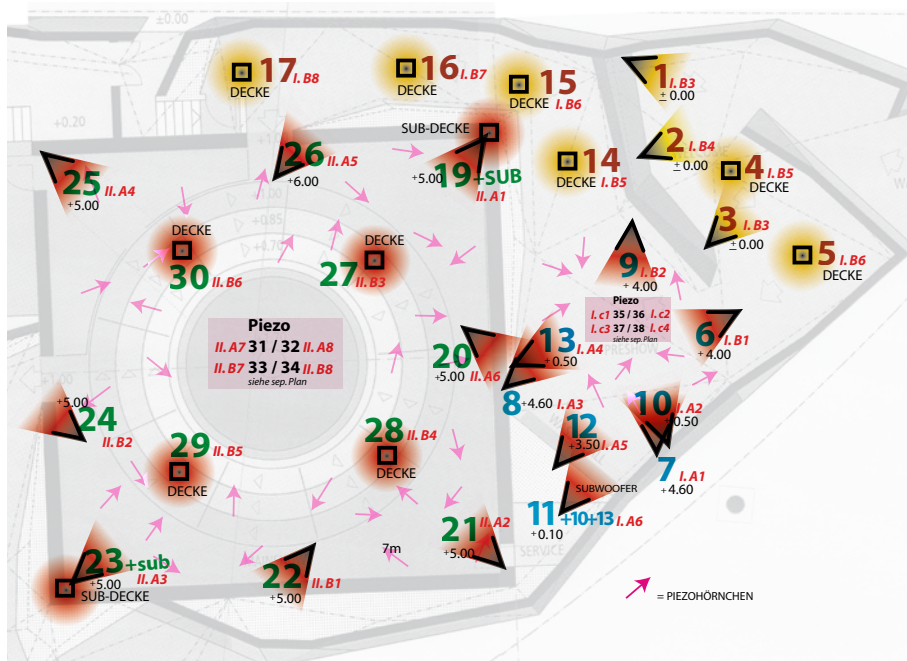 ±0.00
17 I. B8
DECKE
16 I. B7
DECKE
15
DECKE I. B6
1 I. B3
± 0.00
+0.20
SUB-DECKE
26 II. A5
+6.00
+5.00 19 +SUB
II. A1
14
DECKE I. B5
2 I. B4
± 0.00
4 I. B5
DECKE
25 II. A4
+5.00
3 I. B3
± 0.00
+0.85
+0.70
DECKE
30 II. B6
DECKE
27 II. B3
9 I. B2
+ 4.00
5 I. B6
DECKE
Piezo
II. A7 31 / 32 II. A8
II. B7 33 / 34 II. B8
siehe sep. Plan
Piezo
I. c1 35 / 36 I. c2
I. c3 37 / 38 I. c4
siehe sep. Plan
PRESHOW
6 I. B1
+ 4.00
20
+5.00 II. A6
13 I. A4
+0.50
8 +4.60 I. A3
+5.00
24
II. B2
10 I. A2
+0.50
12
+3.50 I. A5
29 II. B5
DECKE
28 II. B4
DECKE
7 I. A1
+4.60
SUBWOOFER
11 +10+13 I. A6
+0.10
21 II. A2
+5.00
7m
SERVICE
23 +sub
+5.00 II. A3
SUB-DECKE
22 II. B1
+5.00
= PIEZOHÖRNCHEN